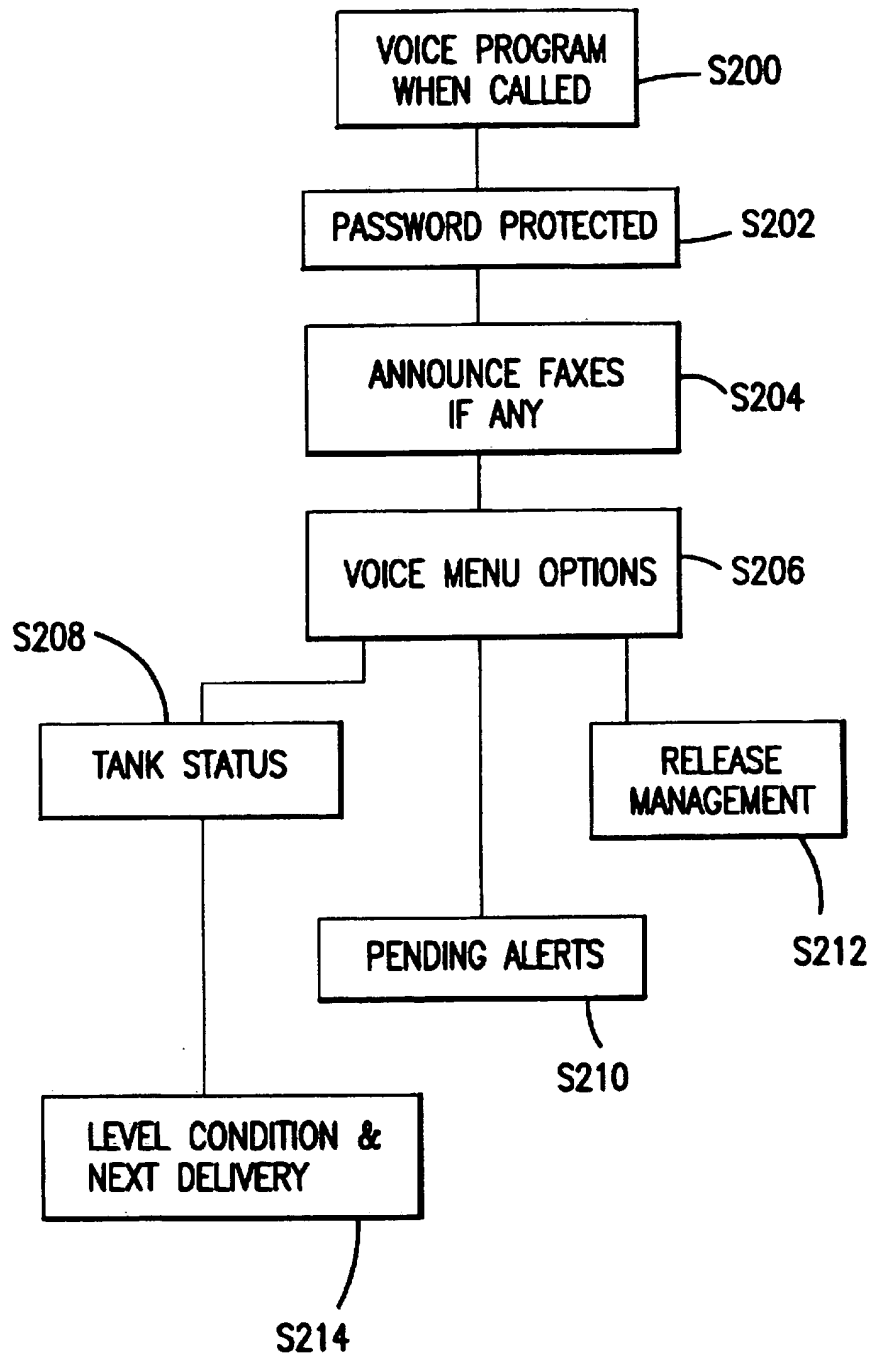 VOICE PROGRAM
WHEN CALLED
S200
PASSWORD PROTECTED
S202
ANNOUNCE FAXES
IF ANY
S204
VOICE MENU OPTIONS
S206
S208
TANK STATUS
RELEASE
MANAGEMENT
S212
PENDING ALERTS
S210
LEVEL CONDITION &
NEXT DELIVERY
S214